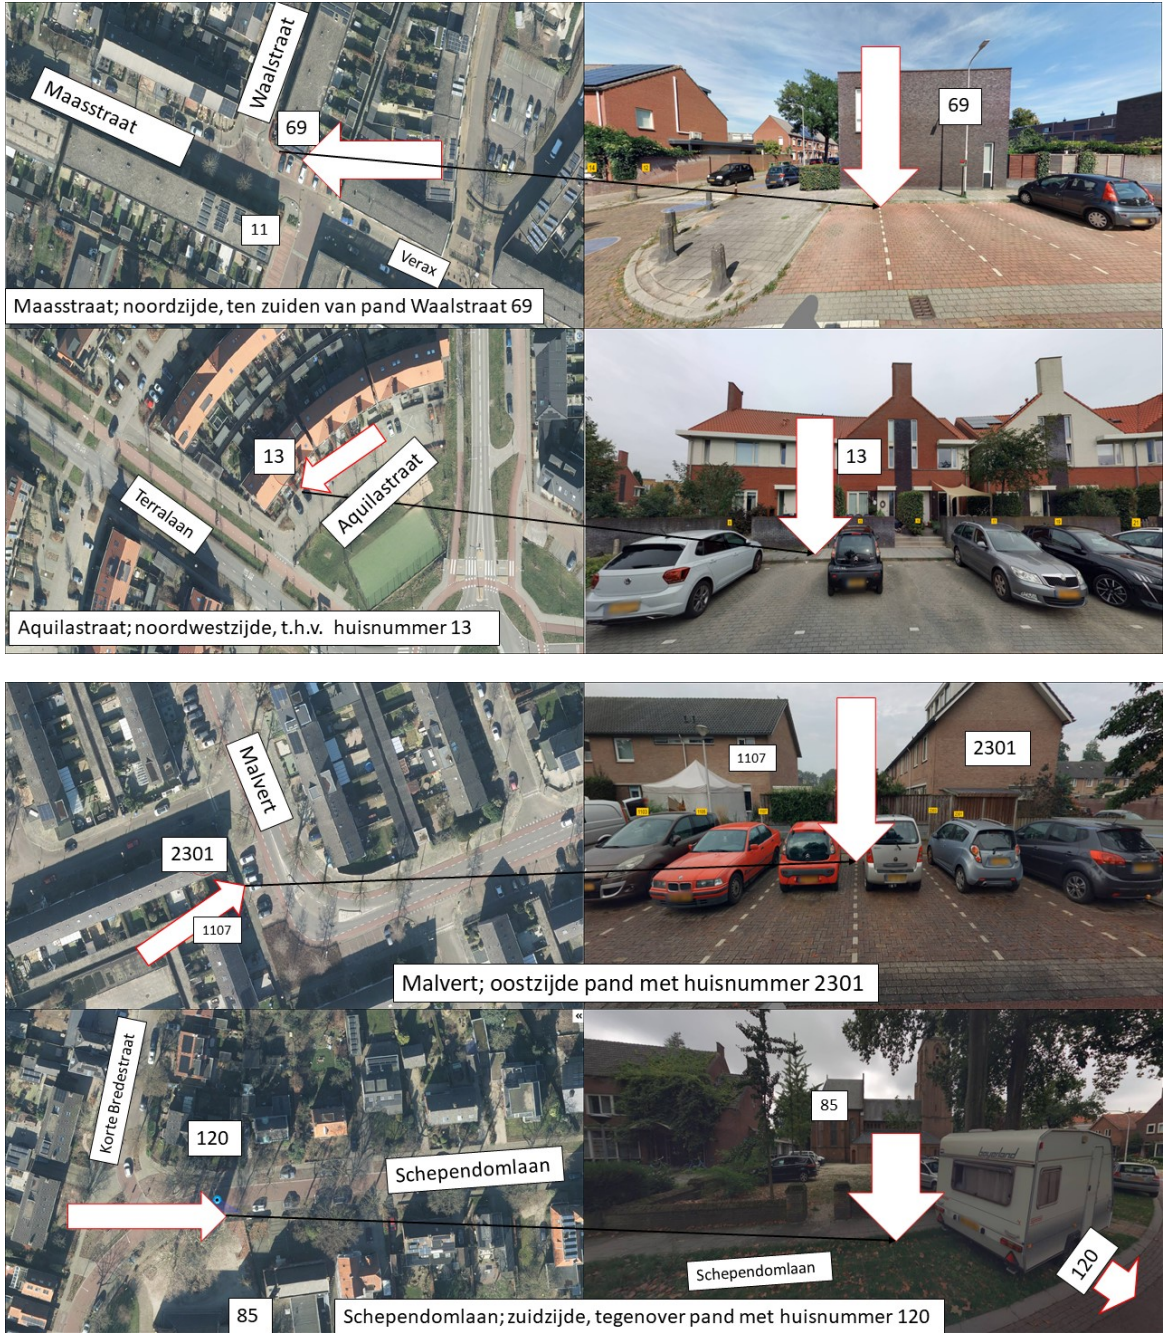 Maasstraat
Waalstraat
69
11
Verax
69
Maasstraat; noordzijde, ten zuiden van pand Waalstraat 69
13
Terralaan
Aquilastraat
13
21
Aquilastraat; noordwestzijde, t.h.v. huisnummer 13
Malvert
2301
1107
1107
2301
Malvert; oostzijde pand met huisnummer 2301
Korte Bredestraat
120
Schependomlaan
85
85
Schependomlaan
120
Schependomlaan; zuidzijde, tegenover pand met huisnummer 120